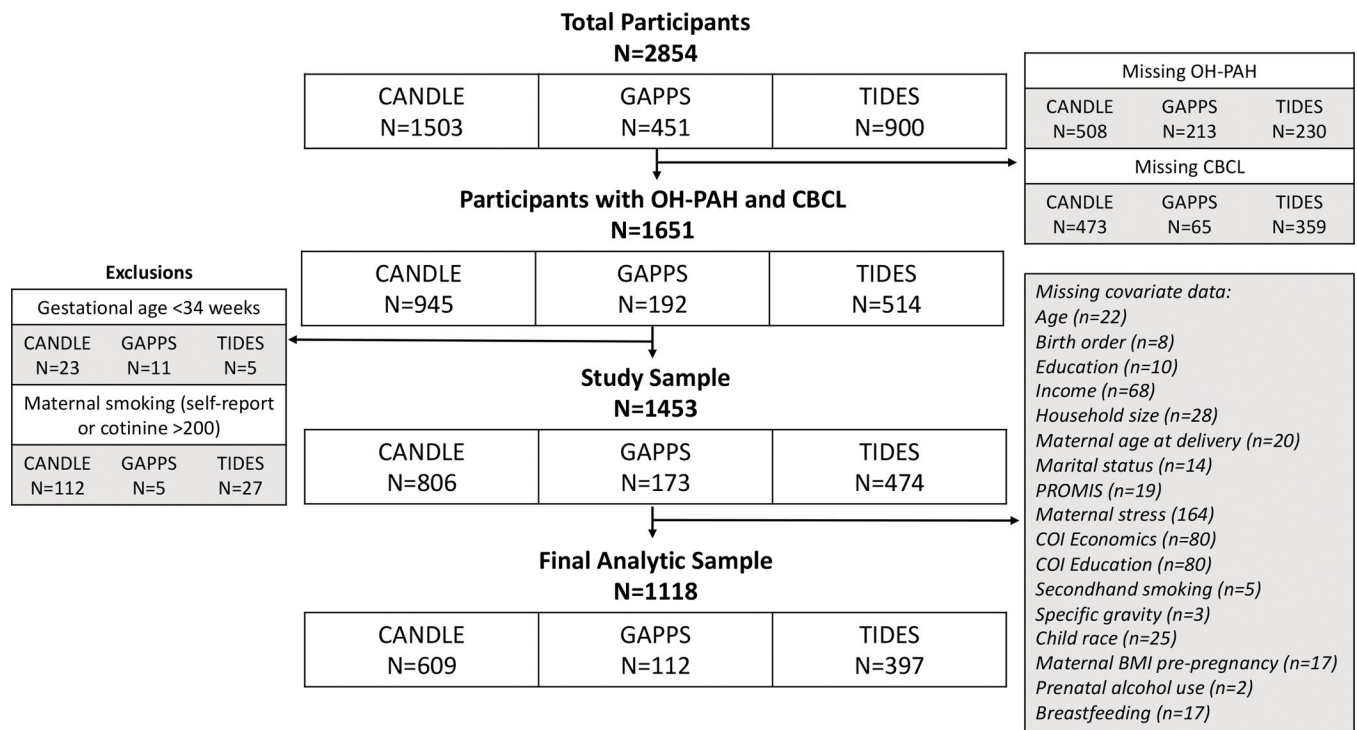 Total Participants
N=2854
CANDLE GAPPS TIDES
N=1503 N=451 N=900
Missing OH-PAH
CANDLE GAPPS TIDES
N=508 N=213 N=230
Missing CBCL
CANDLE GAPPS TIDES
N=473 N=65 N=359
Participants with OH-PAH and CBCL
N=1651
CANDLE GAPPS TIDES
N=945 N=192 N=514
Exclusions
Gestational age <34 weeks
CANDLE GAPPS TIDES
N=23 N=11 N=5
Maternal smoking (self-report
or cotinine >200)
CANDLE GAPPS TIDES
N=112 N=5 N=27
Study Sample
N=1453
CANDLE GAPPS TIDES
N=806 N=173 N=474
Missing covariate data:
Age (n=22)
Birth order (n=8)
Education (n=10)
Income (n=68)
Household size (n=28)
Maternal age at delivery (n=20)
Marital status (n=14)
PROMIS (n=19)
Maternal stress (164)
COI Economics (n=80)
COI Education (n=80)
Secondhand smoking (n=5)
Specific gravity (n=3)
Child race (n=25)
Maternal BMI pre-pregnancy (n=17)
Prenatal alcohol use (n=2)
Breastfeeding (n=17)
Final Analytic Sample
N=1118
CANDLE GAPPS TIDES
N=609 N=112 N=397